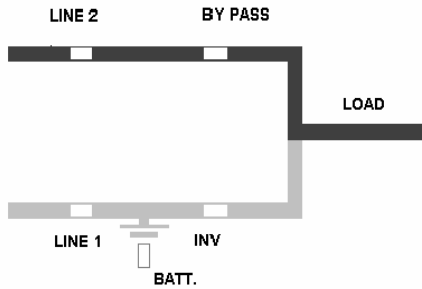 LINE 2
BY PASS
LOAD
LINE 1
INV
BATT.